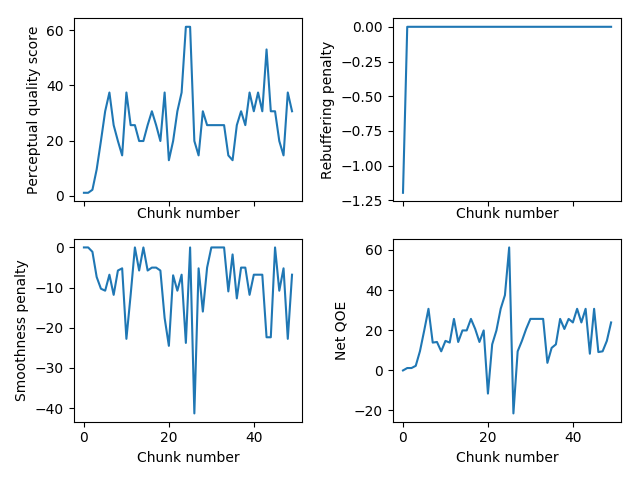 Perceptual quality score
60
40
20
0
Chunk number
Rebuffering penalty
0.00
−0.25
−0.50
−0.75
−1.00
−1.25
Chunk number
Smoothness penalty
0
−10
−20
−30
−40
0 20 40
Chunk number
Net QOE
60
40
20
0
−20
0 20 40
Chunk number